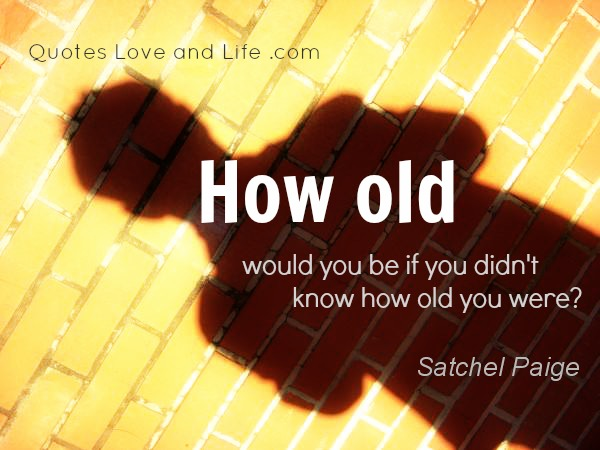 Quotes Love and Life .com
How old
would you be if you didn't
know how old you were?
Satchel Paige